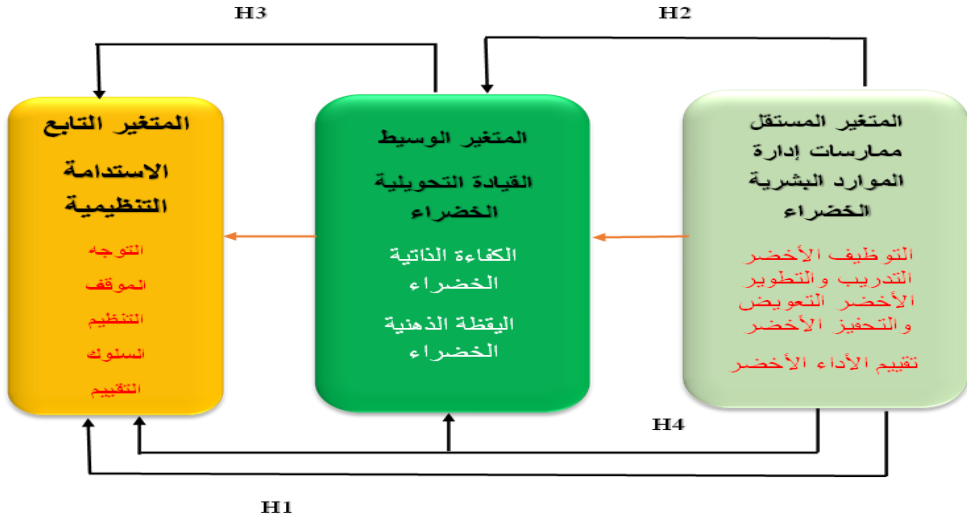 H3
H2
المتغير المستقل
ممارسات إدارة
الموارد البشرية
الخضراء
التوظيف الأخضر
التدريب والتطوير
الأخضر التعويض
والتحفيز الأخضر
تقييم الأداء الأخضر
المتغير الوسيط
القيادة التحويلية
الخضراء
الكفاءة الذاتية
الخضراء
اليقظة الذهنية
الخضراء
المتغير التابع
الاستدامة
التنظيمية
التوجه
الموقف
التنظيم
السلوك
التقييم
H4
H1